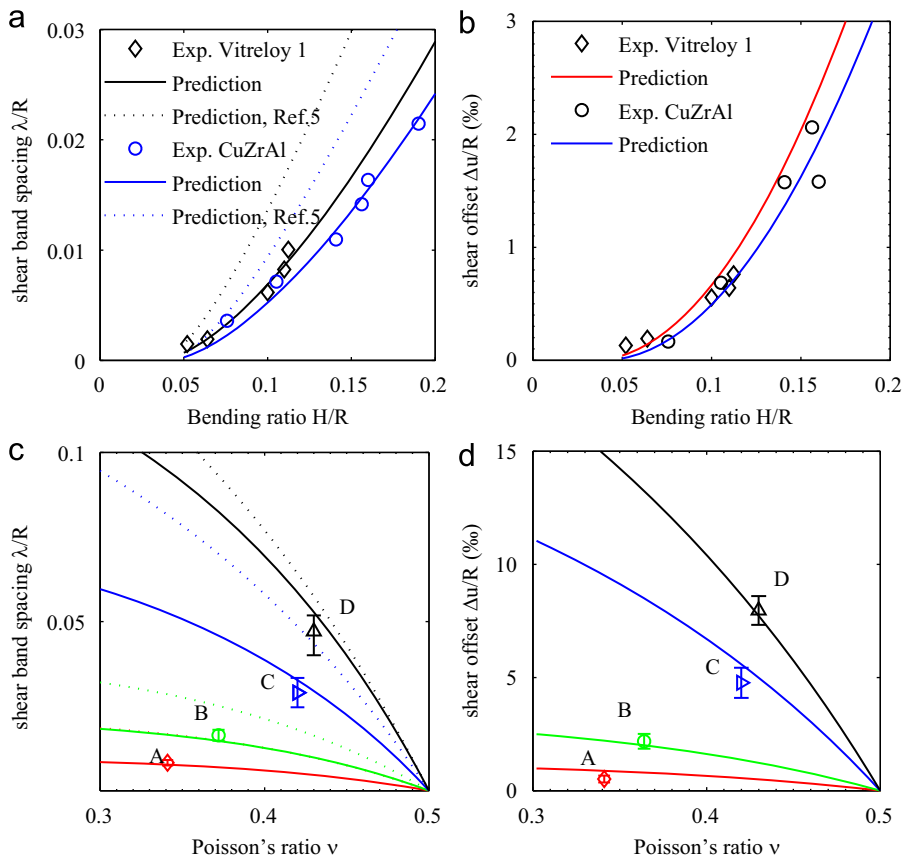 a
0.03
Exp. Vitreloy 1
Prediction
Prediction, Ref.5
Exp. CuZrAl
Prediction
Prediction, Ref.5
0.02
0.01
0
shear band spacing λ/R
0 0.05 0.1 0.15 0.2
Bending ratio H/R
b
3
Exp. Vitreloy 1
Prediction
Exp. CuZrAl
Prediction
2
1
0
shear offset Δu/R (‰)
0 0.05 0.1 0.15 0.2
Bending ratio H/R
c
0.1
0.05
shear band spacing λ/R
D
C
B
A
0.3 0.4 0.5
Poisson's ratio ν
d
15
10
5
0
shear offset Δu/R (‰)
D
C
B
A
0.3 0.4 0.5
Poisson's ratio ν